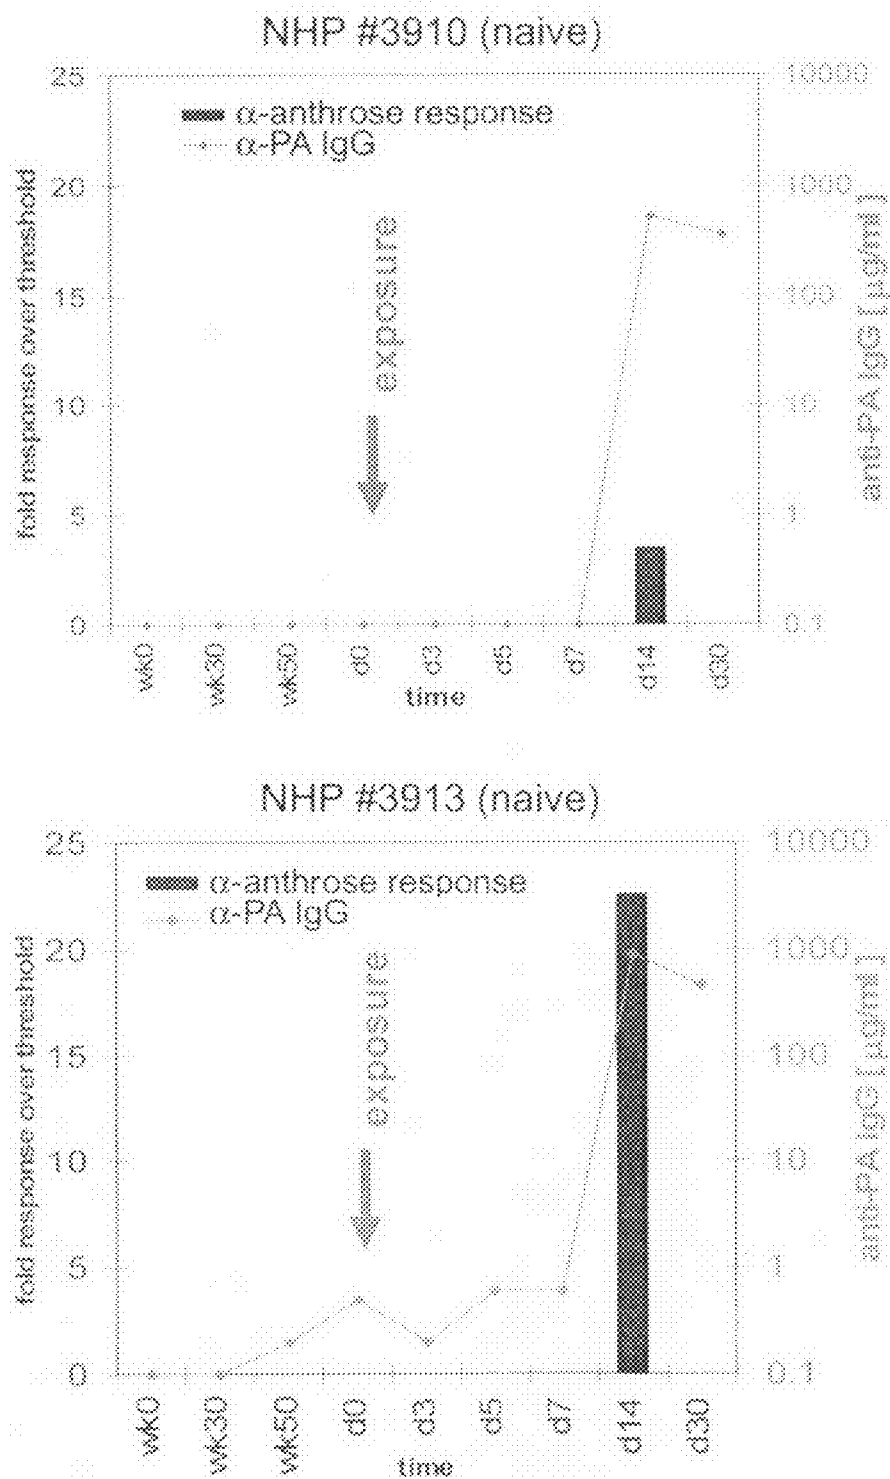 NHP #3910 (naive)
25
20
15
10
5
0
fold response over threshold
α-anthrose response
α-PA IgG
exposure
10000
1000
100
10
1
0.1
anti-PA IgG [µg/ml]
wk0
wk30
wk50
d0
d3
d5
d7
d14
d30
time
NHP #3913 (naive)
25
20
15
10
5
0
fold response over threshold
α-anthrose response
α-PA IgG
exposure
10000
1000
100
10
1
0.1
anti-PA IgG [µg/ml]
wk0
wk30
wk50
d0
d3
d5
d7
d14
d30
time